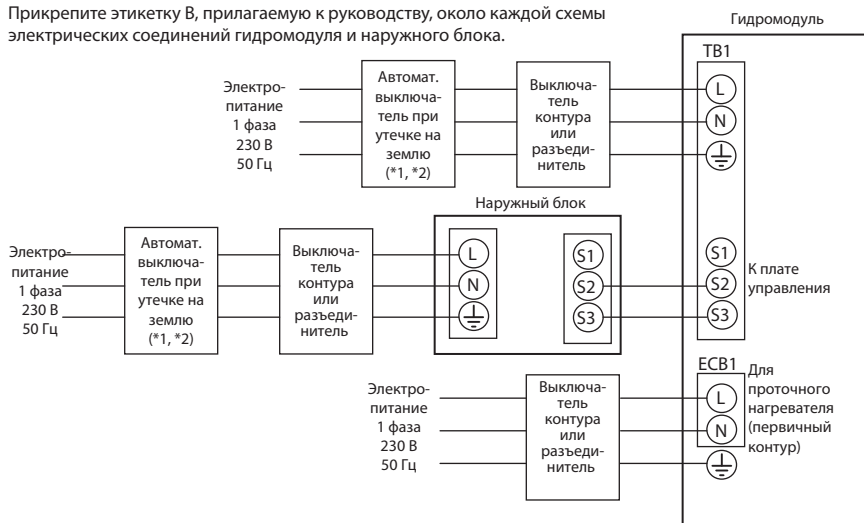 Прикрепите этикетку B, прилагаемую к руководству, около каждой схемы
электрических соединений гидромодуля и наружного блока.
Гидромодуль
TB1
Электро-
питание
1 фаза
230 В
50 Гц
Автомат.
выключа-
тель при
утечке на
землю
(*1, *2)
Выключа-
тель
контура
или
разъеди-
нитель
L
N
Наружный блок
Электро-
питание
1 фаза
230 В
50 Гц
Автомат.
выключа-
тель при
утечке на
землю
(*1, *2)
Выключа-
тель
контура
или
разъеди-
нитель
L
N
S1
S2
S3
S1
S2
S3
К плате
управления
ECB1
Электро-
питание
1 фаза
230 В
50 Гц
Выключа-
тель
контура
или
разъеди-
нитель
L
N
Для
проточного
нагревателя
(первичный
контур)